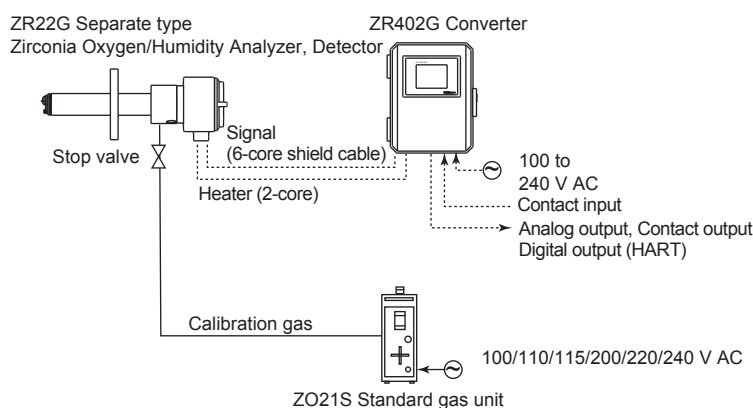 ZR22G Separate type
Zirconia Oxygen/Humidity Analyzer, Detector
ZR402G Converter
Stop valve
Signal
(6-core shield cable)
Heater (2-core)
100 to
240 V AC
Contact input
Analog output, Contact output
Digital output (HART)
Calibration gas
100/110/115/200/220/240 V AC
ZO21S Standard gas unit